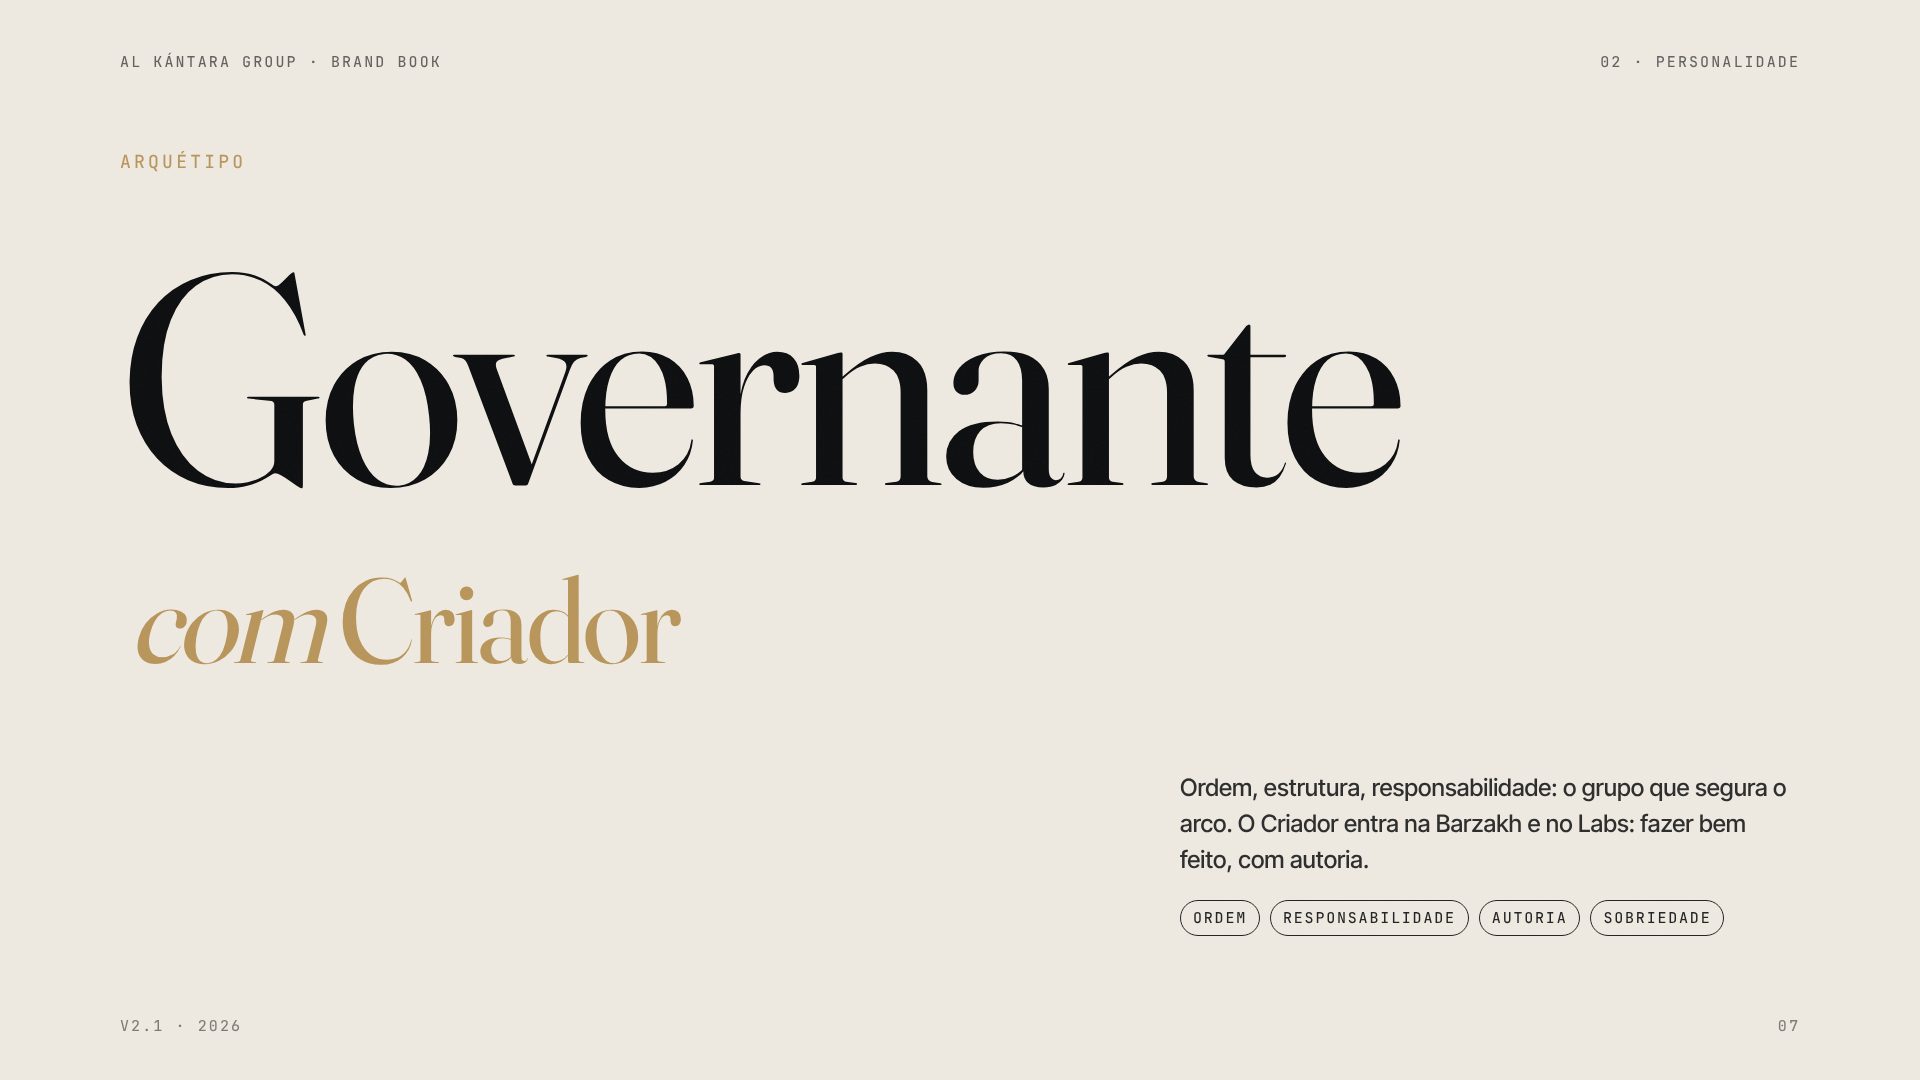 AL KÁNTARA GROUP · BRAND BOOK
02 · PERSONALIDADE
ARQUÉTIPO
Governante
com Criador
Ordem, estrutura, responsabilidade: o grupo que segura o
arco. O Criador entra na Barzakh e no Labs: fazer bem
feito, com autoria.
ORDEM RESPONSABILIDADE AUTORIA SOBRIEDADE
V2.1 · 2026
07